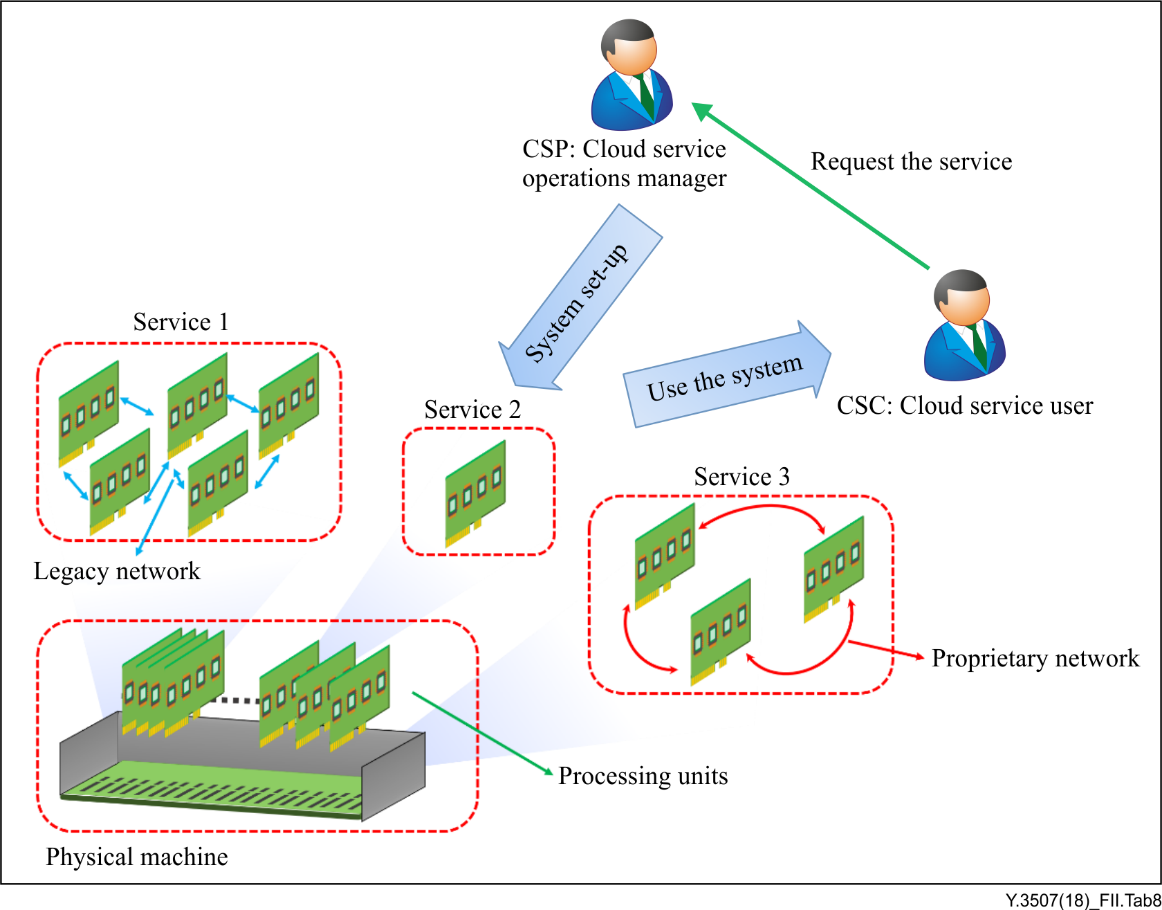 CSP: Cloud service
operations manager
Request the service
System set-up
Service 1
Use the system
CSC: Cloud service user
Service 2
Service 3
Legacy network
Proprietary network
Processing units
Physical machine
Y.3507(18)_FII.Tab8